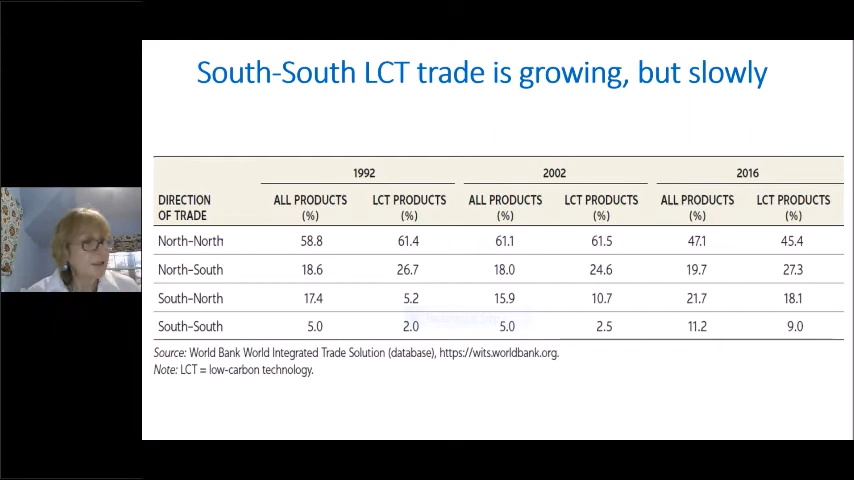 South-South LCT trade is growing, but slowly
1992 2002 2016
DIRECTION OF TRADE ALL PRODUCTS (%) LCT PRODUCTS (%) ALL PRODUCTS (%) LCT PRODUCTS (%) ALL PRODUCTS (%) LCT PRODUCTS (%)
North–North 58.8 61.4 61.1 61.5 47.1 45.4
North–South 18.6 26.7 18.0 24.6 19.7 27.3
South–North 17.4 5.2 15.9 10.7 21.7 18.1
South–South 5.0 2.0 5.0 2.5 11.2 9.0
Source: World Bank World Integrated Trade Solution (database), https://wits.worldbank.org.
Note: LCT = low-carbon technology.